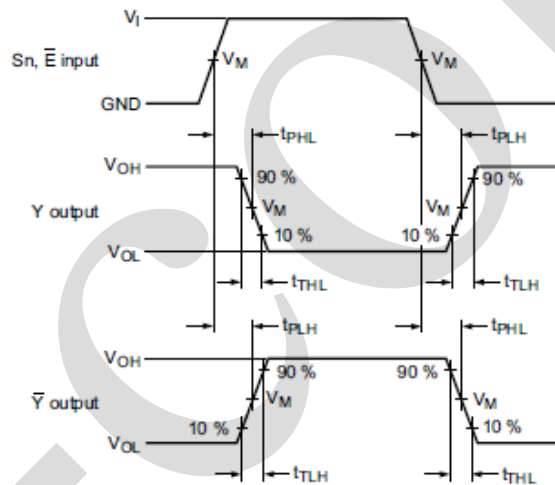 V_I
Sn, E̅ input
V_M V_M
GND
t_PHL t_PLH
V_OH
90 % 90 %
Y output
V_M V_M
10 % 10 %
V_OL
t_THL t_TLH
t_PLH t_PHL
V_OH
90 % 90 %
Y̅ output
V_M V_M
10 % 10 %
V_OL
t_TLH t_THL